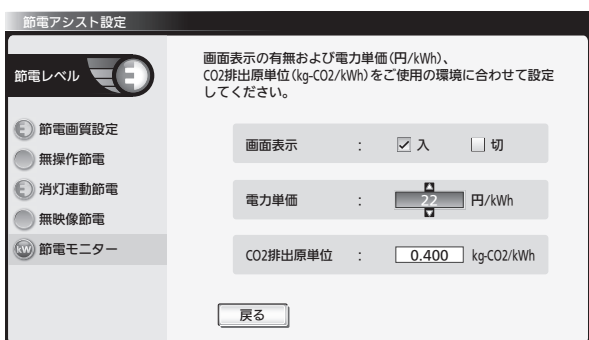 節電アシスト設定
節電レベル
画面表示の有無および電力単価(円/kWh)、
CO2排出原単位(kg-CO2/kWh)をご使用の環境に合わせて設定
してください。
節電画質設定
無操作節電
消灯連動節電
無映像節電
kW 節電モニター
画面表示 : 入 切
電力単価 : 22 円/kWh
CO2排出原単位 : 0.400 kg-CO2/kWh
戻る